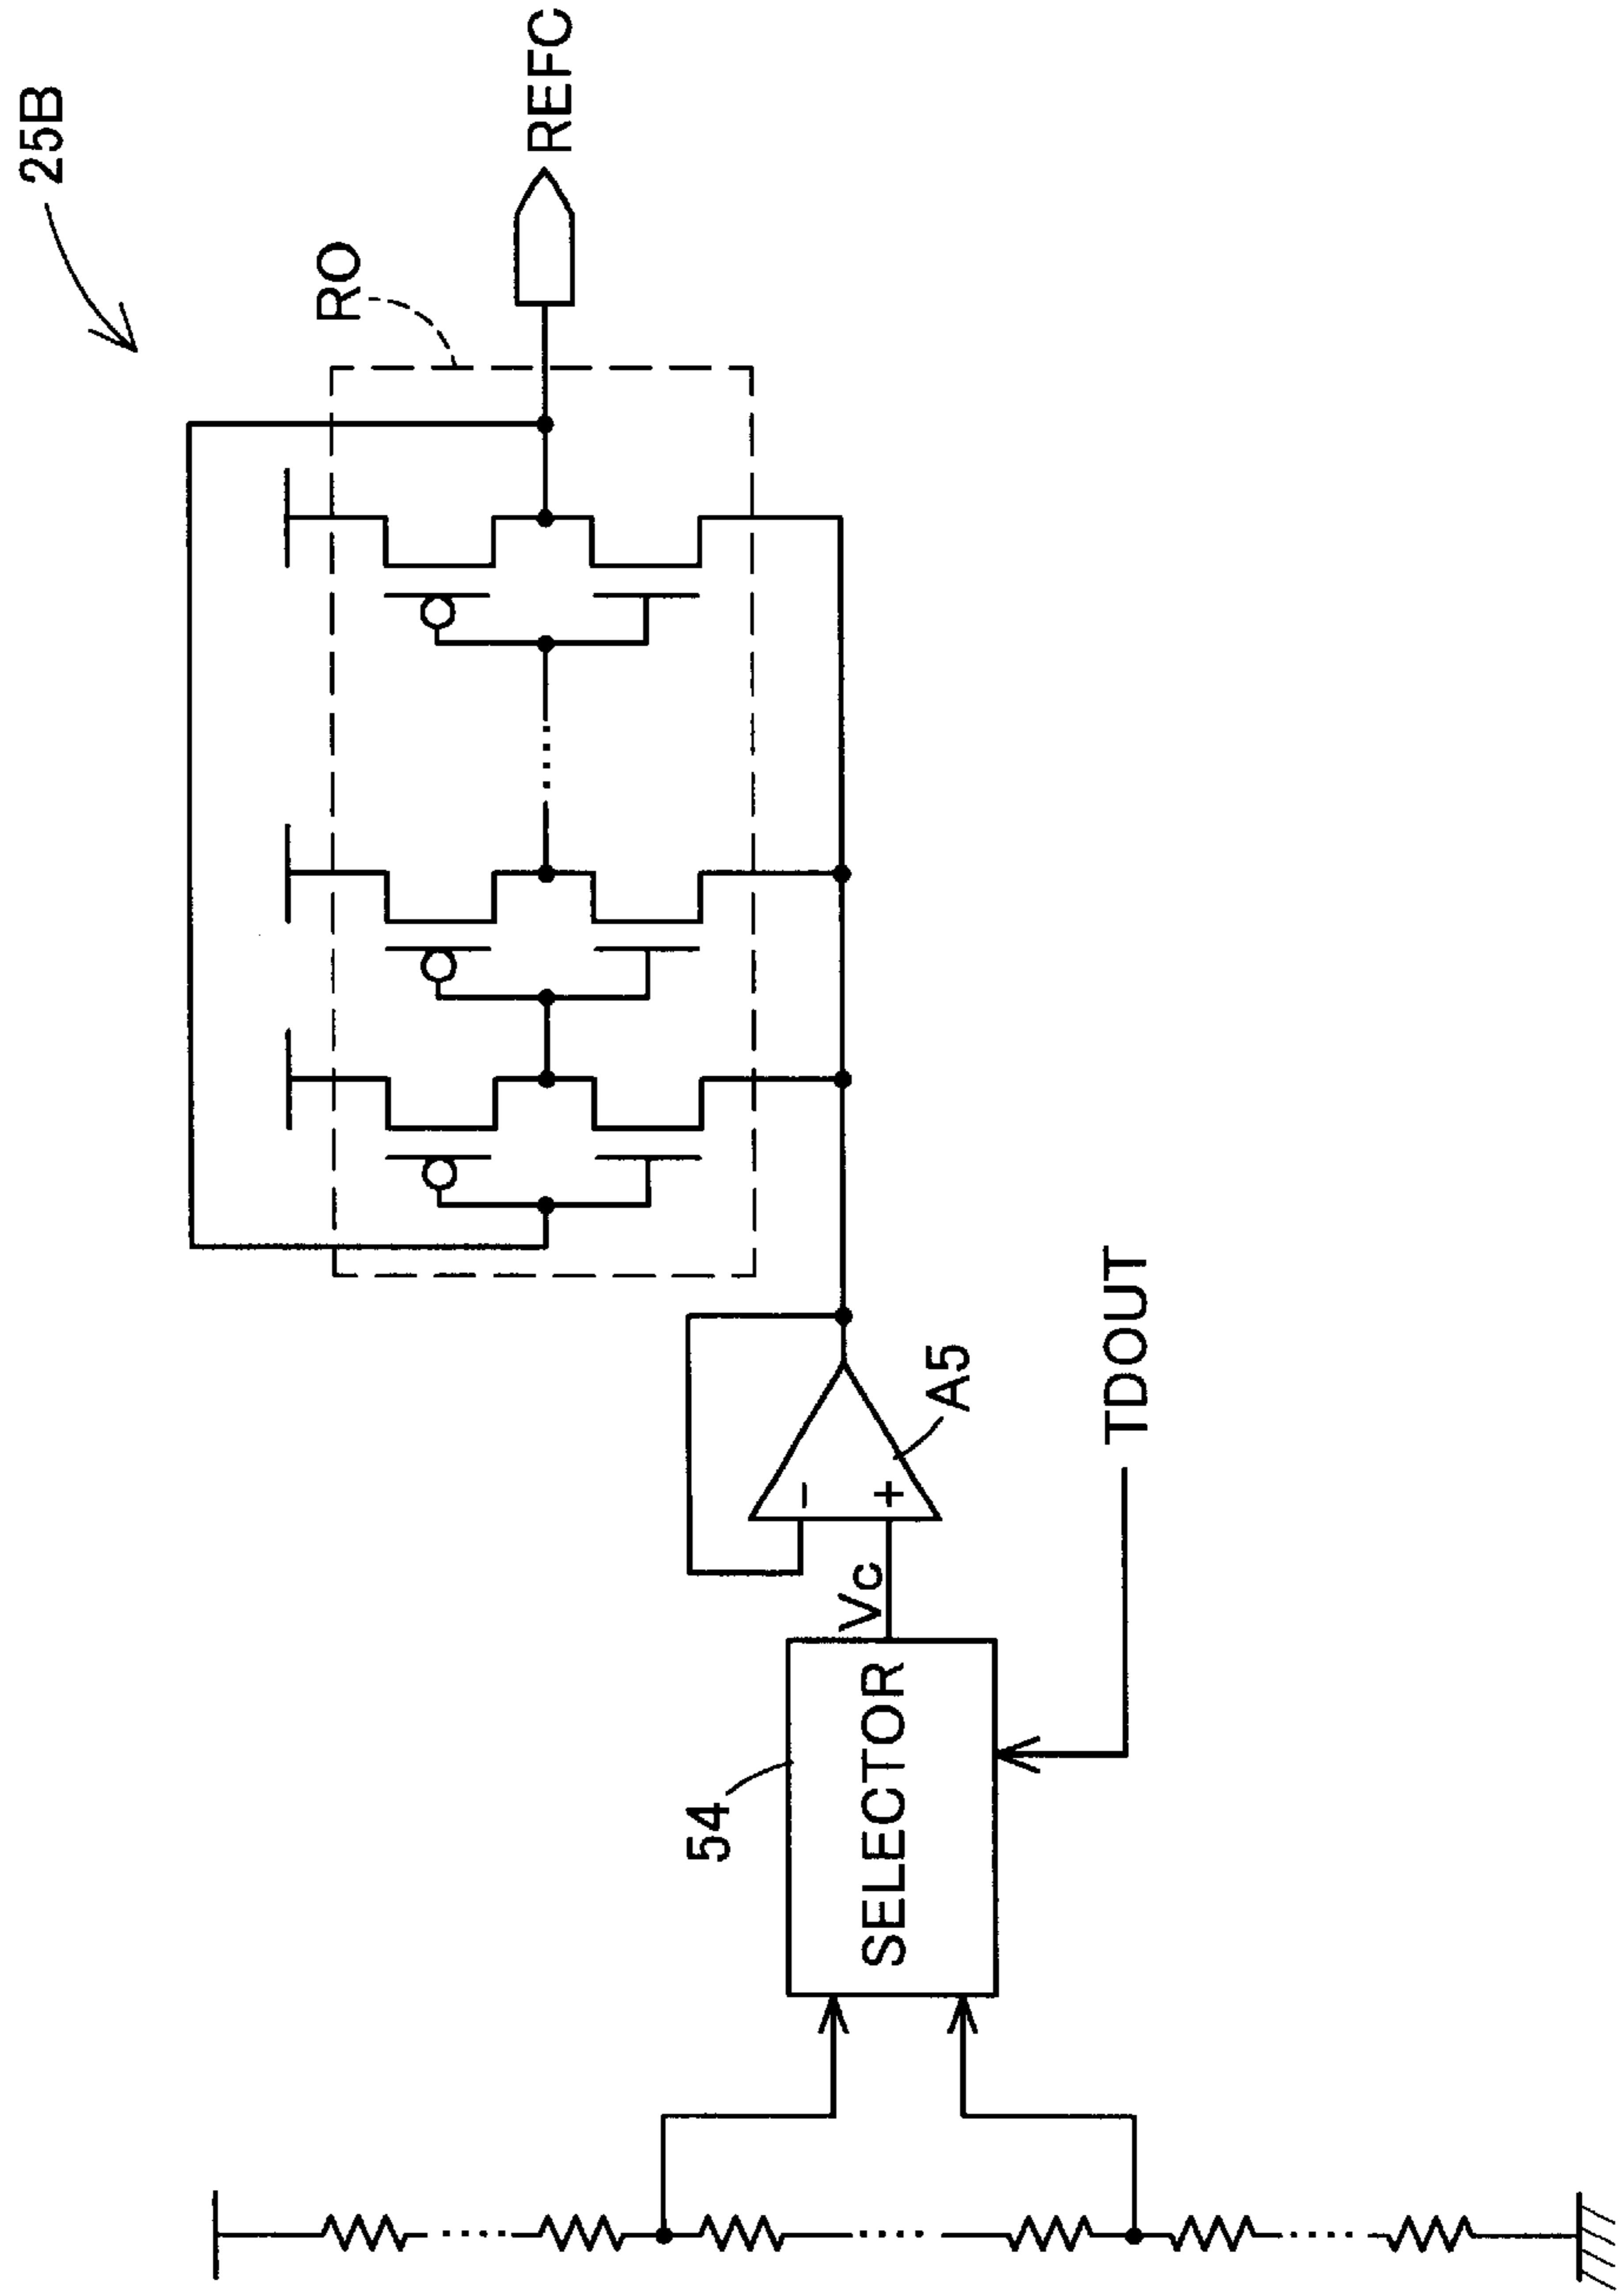 25B
RO
REFC
54
SELECTOR
Vc
−
+
A5
TDOUT